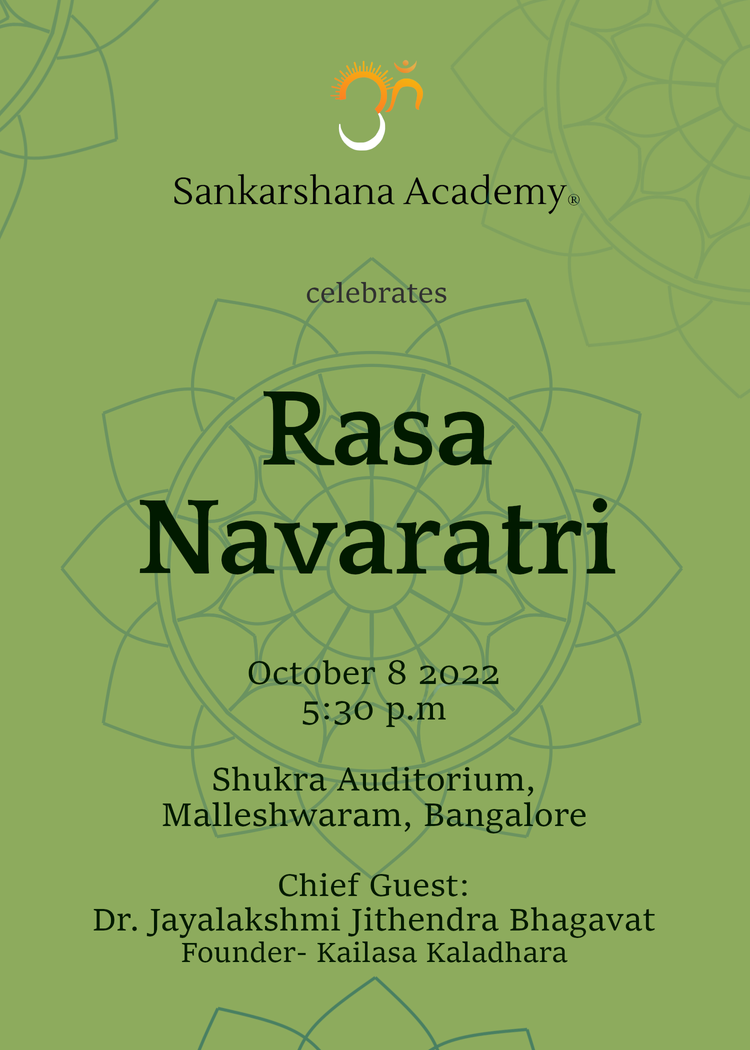 Sankarshana Academy®
celebrates
Rasa
Navaratri
October 8 2022
5:30 p.m
Shukra Auditorium,
Malleshwaram, Bangalore
Chief Guest:
Dr. Jayalakshmi Jithendra Bhagavat
Founder- Kailasa Kaladhara